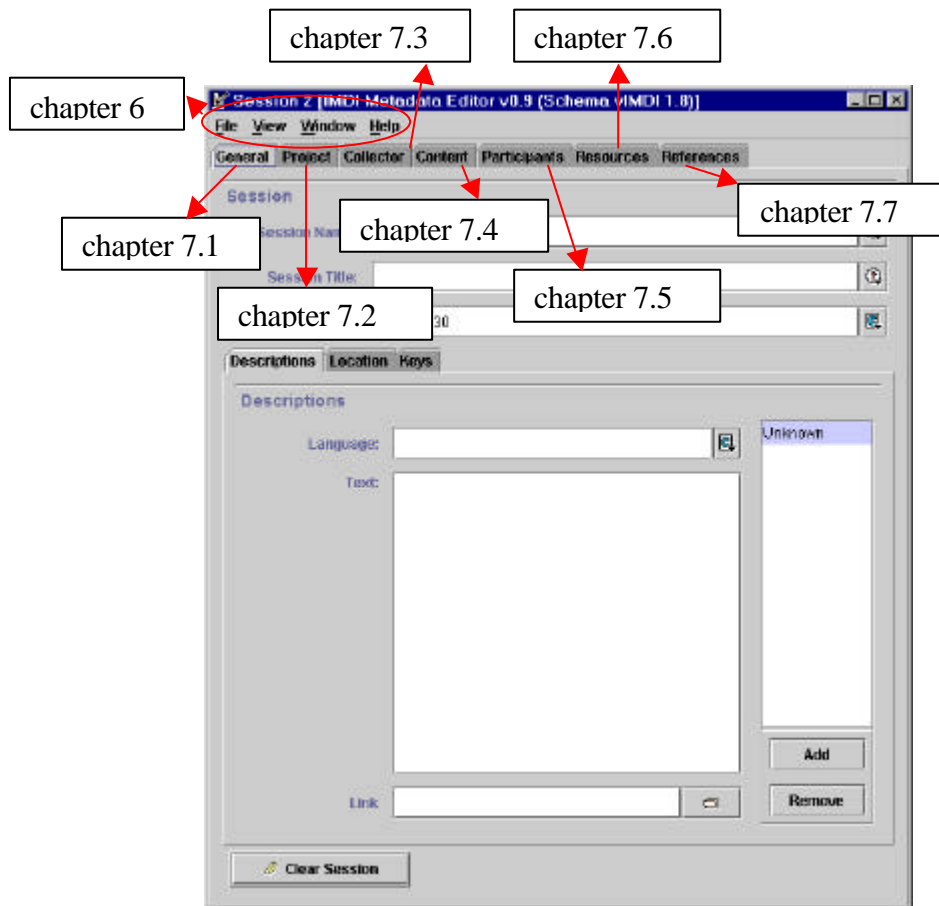 chapter 7.3
chapter 7.6
chapter 6
Session 2 [IMDI Metadata Editor v0.9 (Schema vIMDI 1.8)]
File View Window Help
General Project Collector Content Participants Resources References
Session
chapter 7.1
Session Nam
chapter 7.4
chapter 7.7
Session Title:
chapter 7.2
chapter 7.5
30
Descriptions Location Keys
Descriptions
Language:
Unknown
Text:
Add
Link
Remove
Clear Session